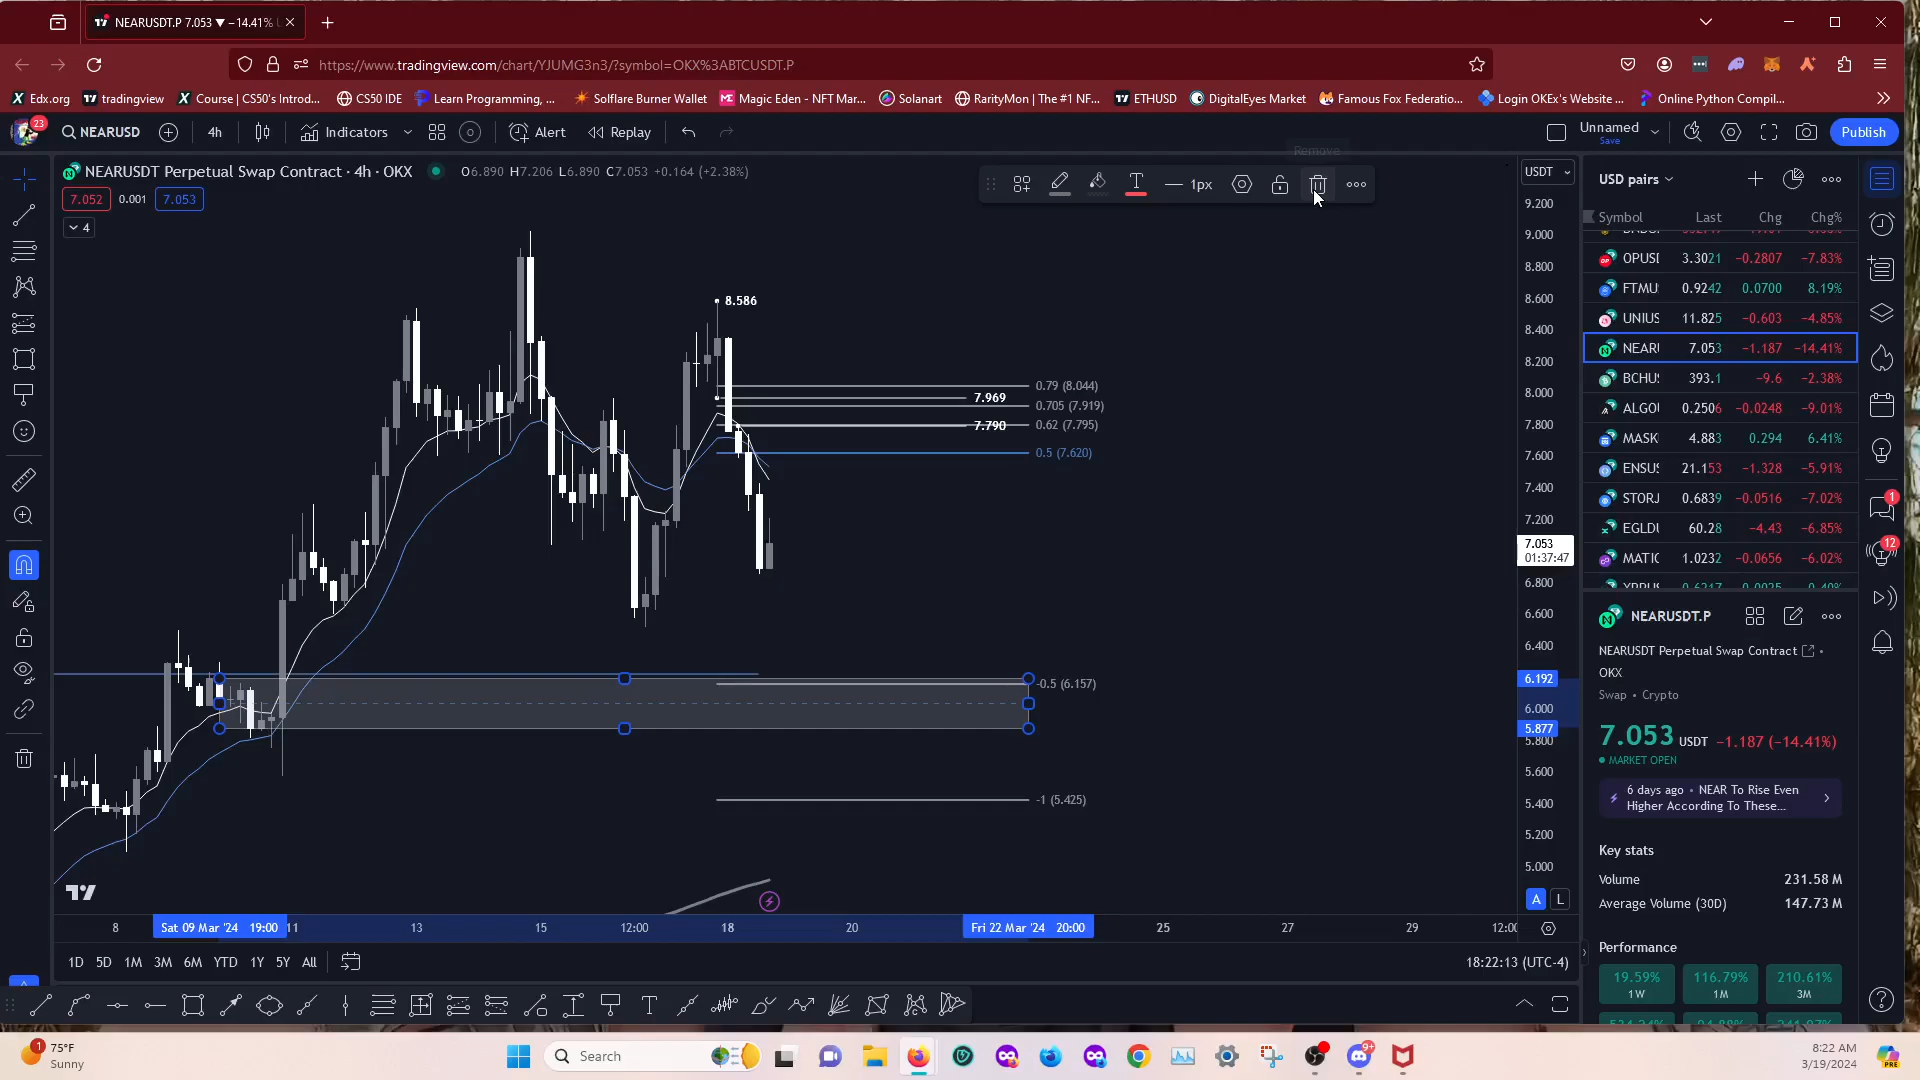 NEARUSDT.P 7.053 ▼ −14.41%
https://www.tradingview.com/chart/YJUMG3n3/?symbol=OKX%3ABTCUSDT.P
Edx.org
tradingview
Course | CS50's Introd...
CS50 IDE
Learn Programming, ...
Solflare Burner Wallet
Magic Eden - NFT Mar...
Solanart
RarityMon | The #1 NF...
ETHUSD
DigitalEyes Market
Famous Fox Federatio...
Login OKEx's Website ...
Online Python Compil...
23
NEARUSD
4h
Indicators
Alert
Replay
Unnamed
Save
Publish
Remove
NEARUSDT Perpetual Swap Contract · 4h · OKX
O6.890 H7.206 L6.890 C7.053 +0.164 (+2.38%)
7.052
0.001
7.053
4
1px
USDT
8.586
0.79 (8.044)
7.969
0.705 (7.919)
7.790
0.62 (7.795)
0.5 (7.620)
-0.5 (6.157)
-1 (5.425)
9.200
9.000
8.800
8.600
8.400
8.200
8.000
7.800
7.600
7.400
7.200
7.053
01:37:47
6.800
6.600
6.400
6.192
6.000
5.877
5.800
5.600
5.400
5.200
5.000
A
L
8
Sat 09 Mar '24 19:00
11
13
15
12:00
18
20
Fri 22 Mar '24 20:00
25
27
29
1D
5D
1M
3M
6M
YTD
1Y
5Y
All
18:22:13 (UTC-4)
USD pairs
Symbol Last Chg Chg%
OPUSI 3.3021 −0.2807 −7.83%
FTMU 0.9242 0.0700 8.19%
UNIUS 11.825 −0.603 −4.85%
NEARU 7.053 −1.187 −14.41%
BCHUS 393.1 −9.6 −2.38%
ALGOU 0.2506 −0.0248 −9.01%
MASK 4.883 0.294 6.41%
ENSUS 21.153 −1.328 −5.91%
STORJ 0.6839 −0.0516 −7.02%
EGLDU 60.28 −4.43 −6.85%
MATIC 1.0232 −0.0656 −6.02%
NEARUSDT.P
NEARUSDT Perpetual Swap Contract
OKX
Swap • Crypto
7.053 USDT −1.187 (−14.41%)
MARKET OPEN
6 days ago • NEAR To Rise Even
Higher According To These...
Key stats
Volume 231.58 M
Average Volume (30D) 147.73 M
Performance
19.59%
1W
116.79%
1M
210.61%
3M
1
12
1
75°F
Sunny
Search
9+
8:22 AM
3/19/2024